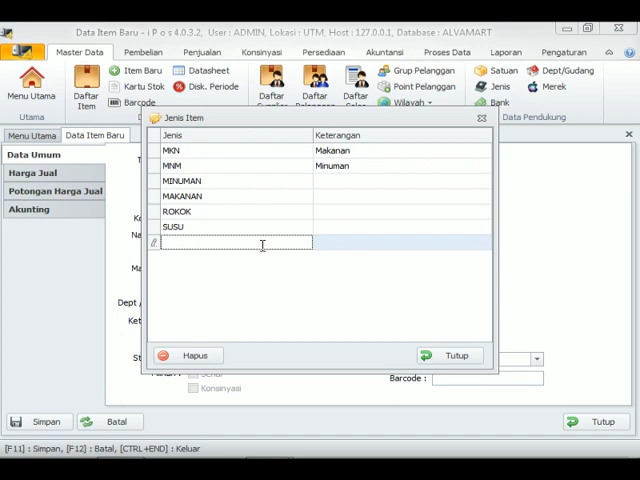 Data Item Baru - i P o s 4.0.3.2, User : ADMIN, Lokasi : UTM, Host : 127.0.0.1, Database : ALVAMART
Master Data Pembelian Penjualan Konsinyasi Persediaan Akuntansi Proses Data Laporan Pengaturan
Menu Utama
Utama
Daftar Item
Item Baru
Kartu Stok
Barcode
Datasheet
Disk. Periode
Daftar
Daftar Pelanggan
Daftar Sales
Grup Pelanggan
Point Pelanggan
Wilayah
Satuan
Jenis
Bank
Dept/Gudang
Merek
Data Pendukung
Menu Utama Data Item Baru
Data Umum
Harga Jual
Potongan Harga Jual
Akunting
Jenis Item
Jenis Keterangan
MKN Makanan
MNM Minuman
MINUMAN
MAKANAN
ROKOK
SUSU
Hapus Tutup
Dept /
Konsinyasi
Barcode :
Simpan Batal Tutup
[F11] : Simpan, [F12] : Batal, [CTRL+END] : Keluar